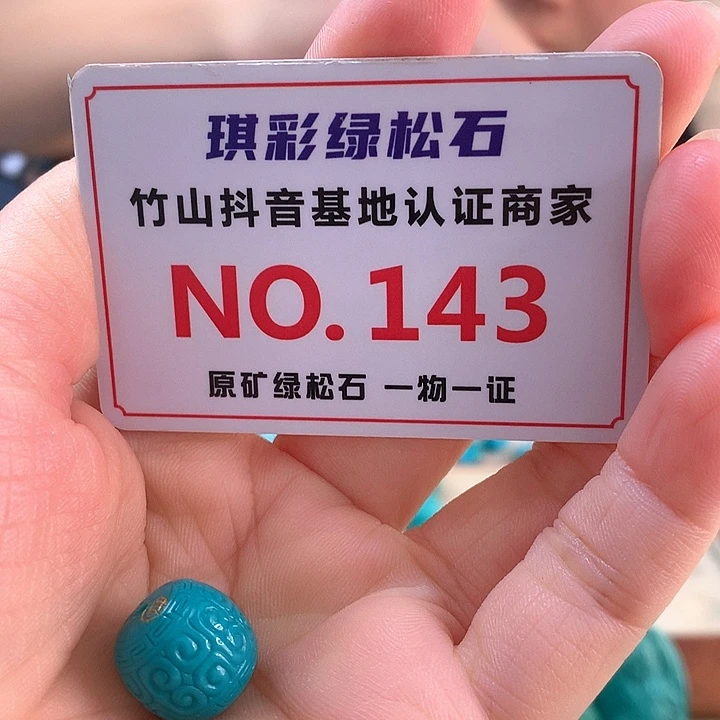 琪彩绿松石
竹山抖音基地认证商家
NO.143
原矿绿松石 一物一证